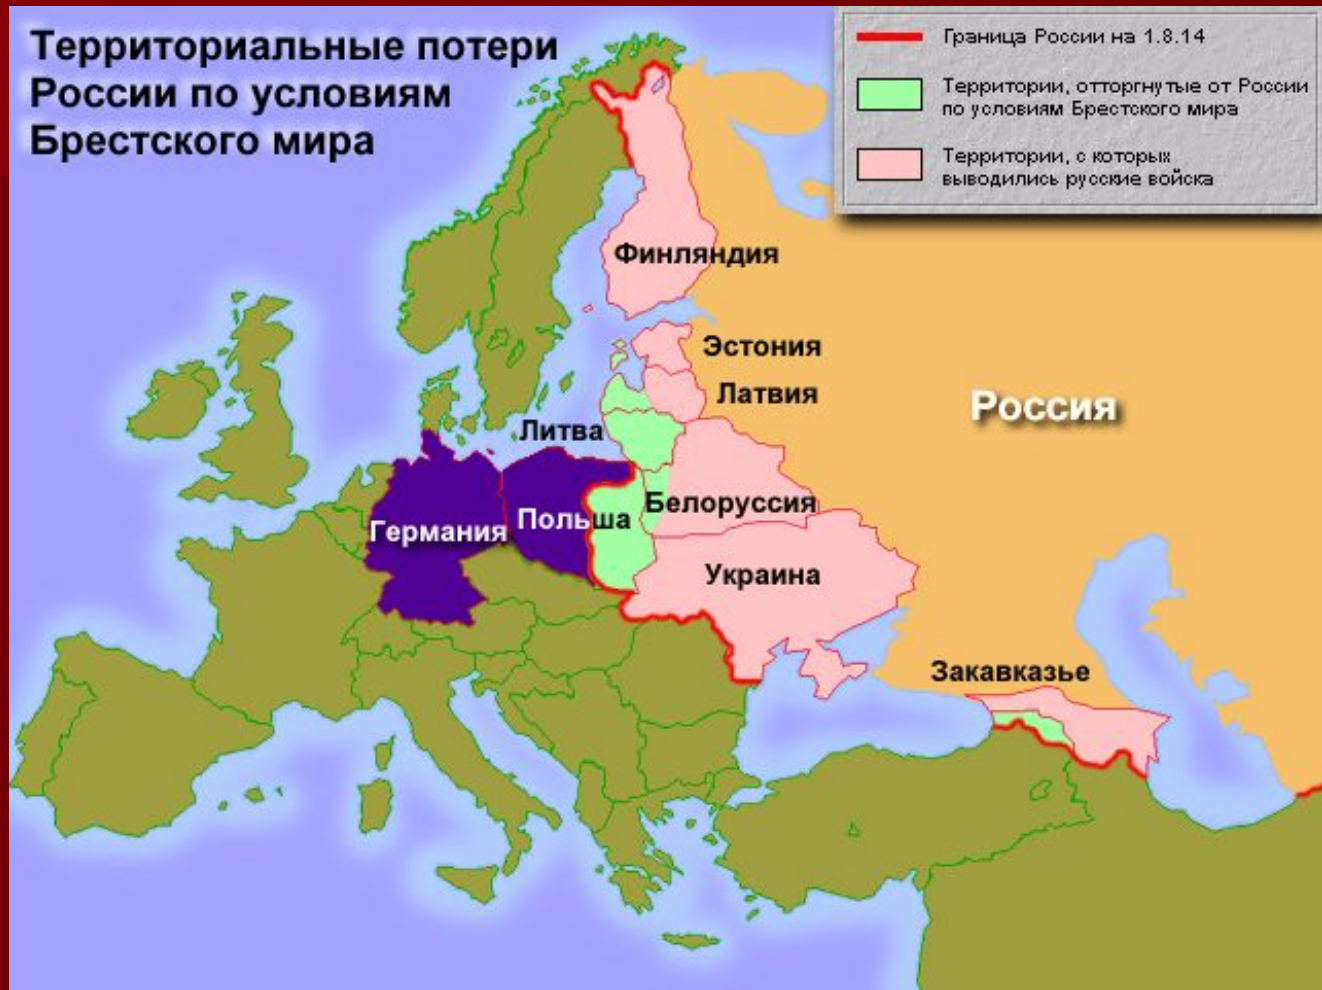 Территориальные потери
России по условиям
Брестского мира
Граница России на 1.8.14
Территории, отторгнутые от России
по условиям Брестского мира
Территории, с которых
выводились русские войска
Финляндия
Эстония
Латвия
Россия
Литва
Белоруссия
Германия
Польша
Украина
Закавказье